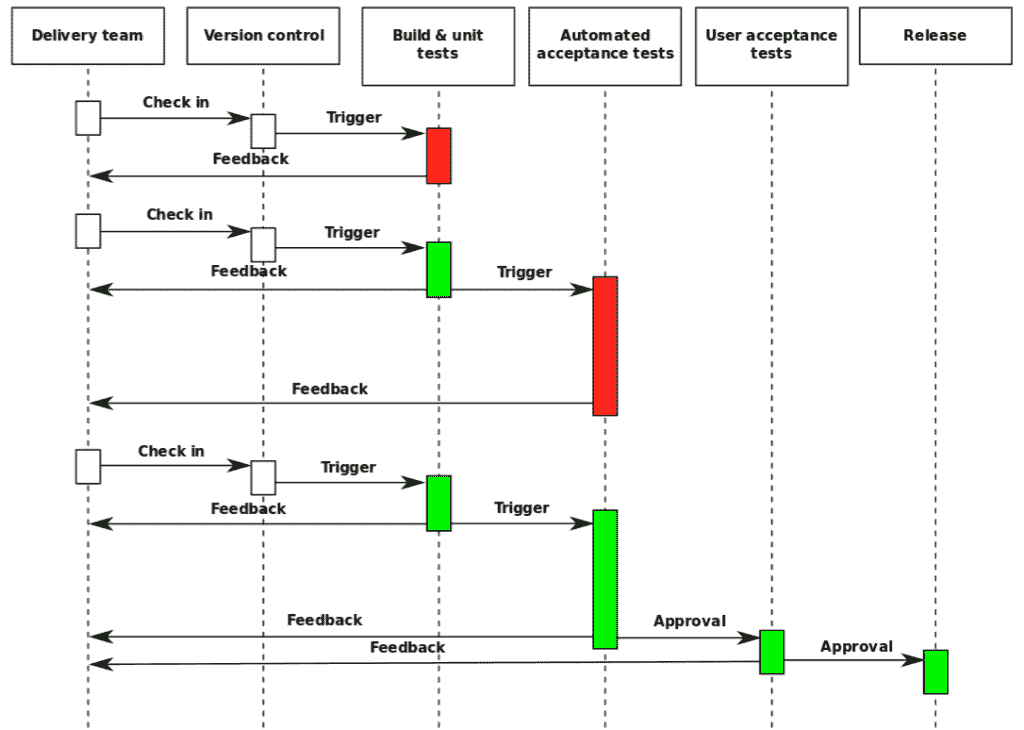 Delivery team
Version control
Build & unit
tests
Automated
acceptance tests
User acceptance
tests
Release
Check in
Trigger
Feedback
Check in
Trigger
Feedback
Trigger
Feedback
Check in
Trigger
Feedback
Trigger
Feedback
Approval
Feedback
Approval